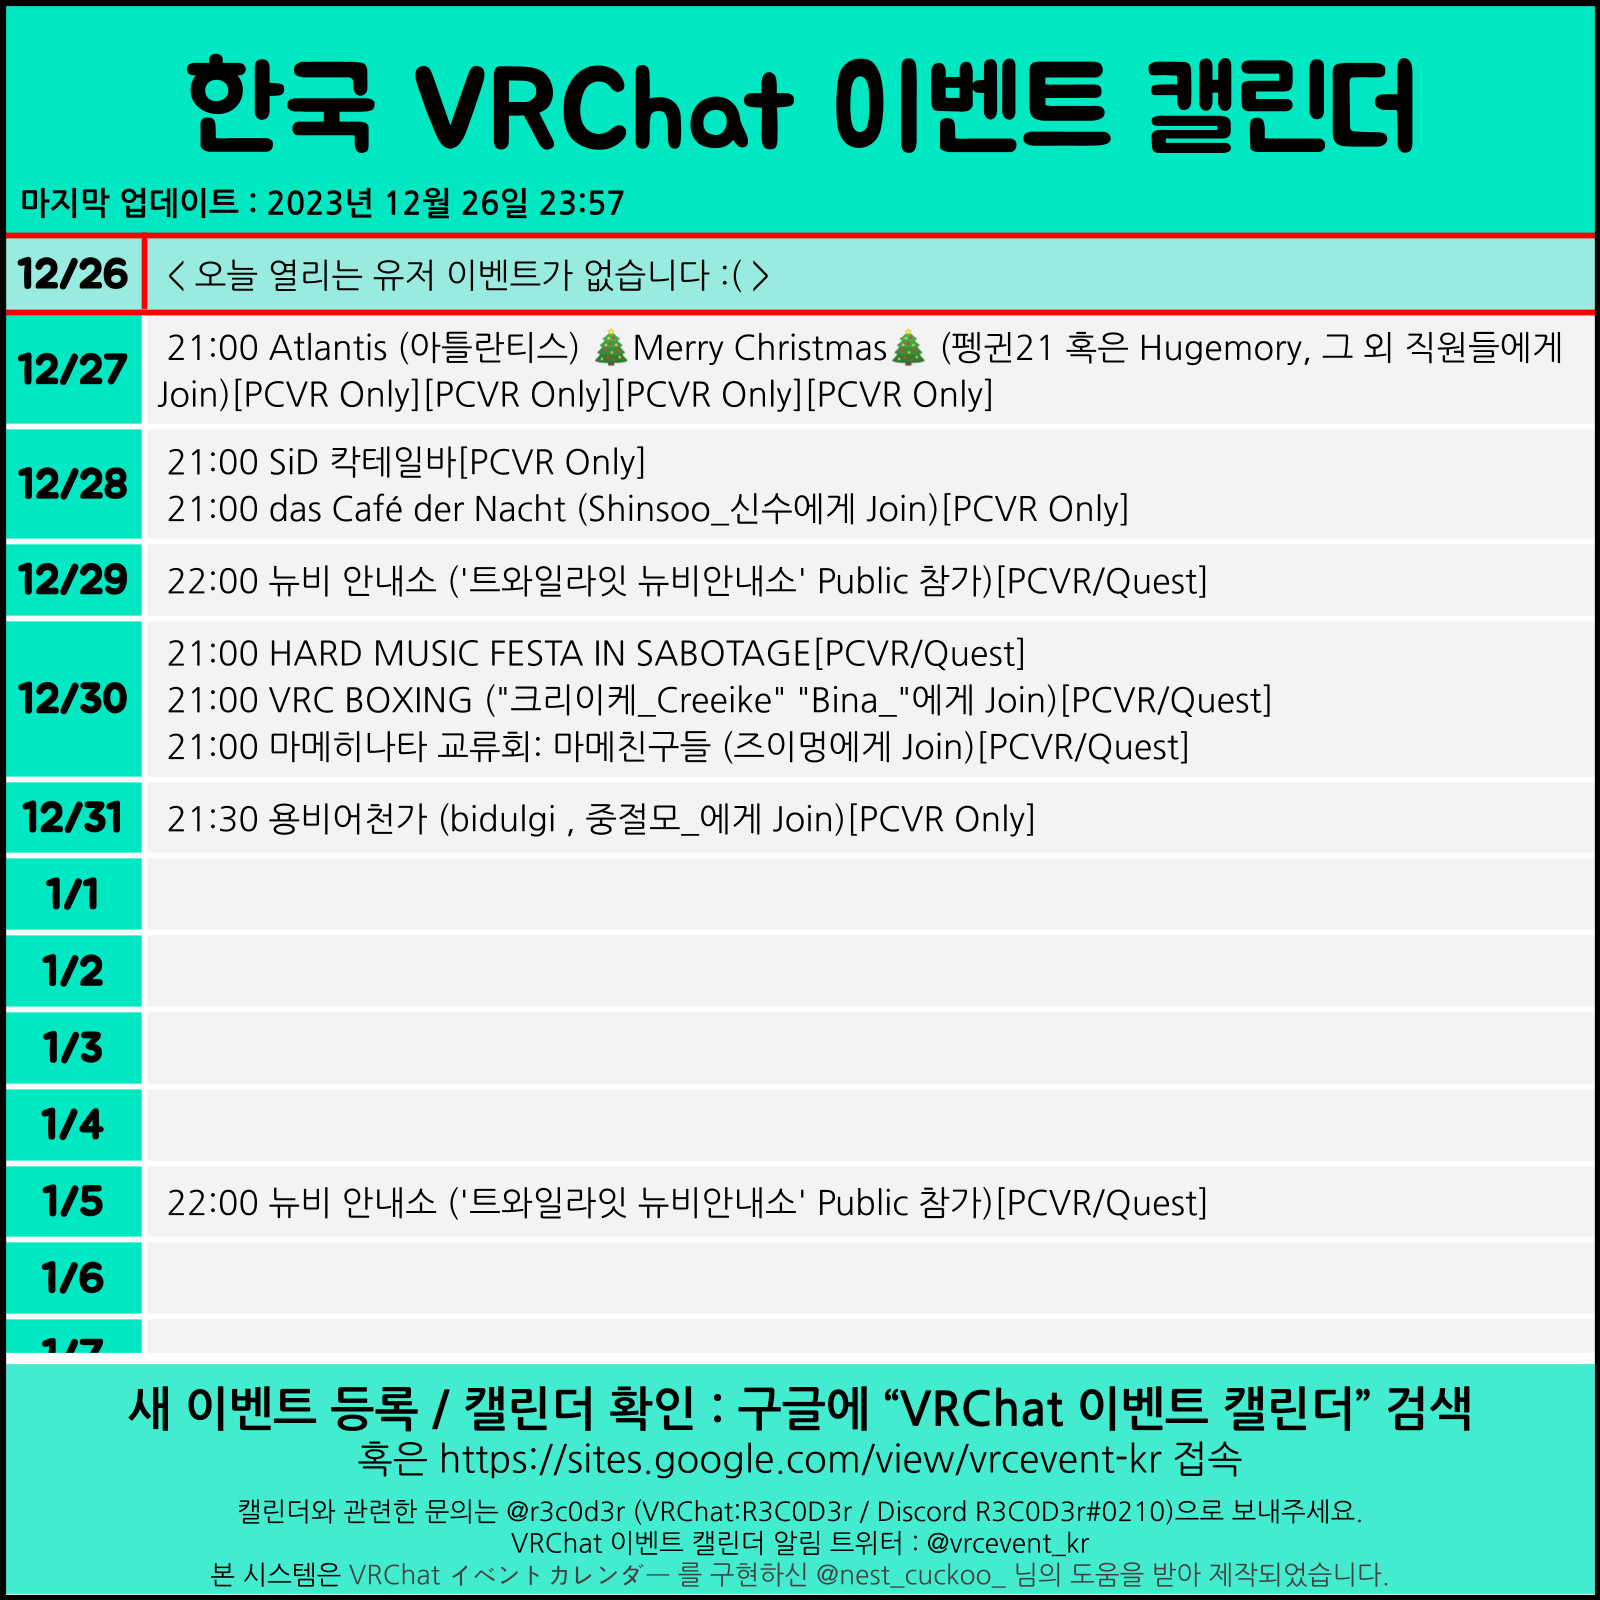 한국 VRChat 이벤트 캘린더
마지막 업데이트 : 2023년 12월 26일 23:57
12/26 < 오늘 열리는 유저 이벤트가 없습니다 :( >
12/27 21:00 Atlantis (아틀란티스) 🎄Merry Christmas🎄 (펭귄21 혹은 Hugemory, 그 외 직원들에게
Join)[PCVR Only][PCVR Only][PCVR Only][PCVR Only]
12/28 21:00 SiD 칵테일바[PCVR Only]
21:00 das Café der Nacht (Shinsoo_신수에게 Join)[PCVR Only]
12/29 22:00 뉴비 안내소 ('트와일라잇 뉴비안내소' Public 참가)[PCVR/Quest]
12/30 21:00 HARD MUSIC FESTA IN SABOTAGE[PCVR/Quest]
21:00 VRC BOXING ("크리이케_Creeike" "Bina_"에게 Join)[PCVR/Quest]
21:00 마메히나타 교류회: 마메친구들 (즈이멍에게 Join)[PCVR/Quest]
12/31 21:30 용비어천가 (bidulgi , 중절모_에게 Join)[PCVR Only]
1/1
1/2
1/3
1/4
1/5 22:00 뉴비 안내소 ('트와일라잇 뉴비안내소' Public 참가)[PCVR/Quest]
1/6
1/7
새 이벤트 등록 / 캘린더 확인 : 구글에 “VRChat 이벤트 캘린더” 검색
혹은 https://sites.google.com/view/vrcevent-kr 접속
캘린더와 관련한 문의는 @r3c0d3r (VRChat:R3C0D3r / Discord R3C0D3r#0210)으로 보내주세요.
VRChat 이벤트 캘린더 알림 트위터 : @vrcevent_kr
본 시스템은 VRChat イベントカレンダー 를 구현하신 @nest_cuckoo_ 님의 도움을 받아 제작되었습니다.